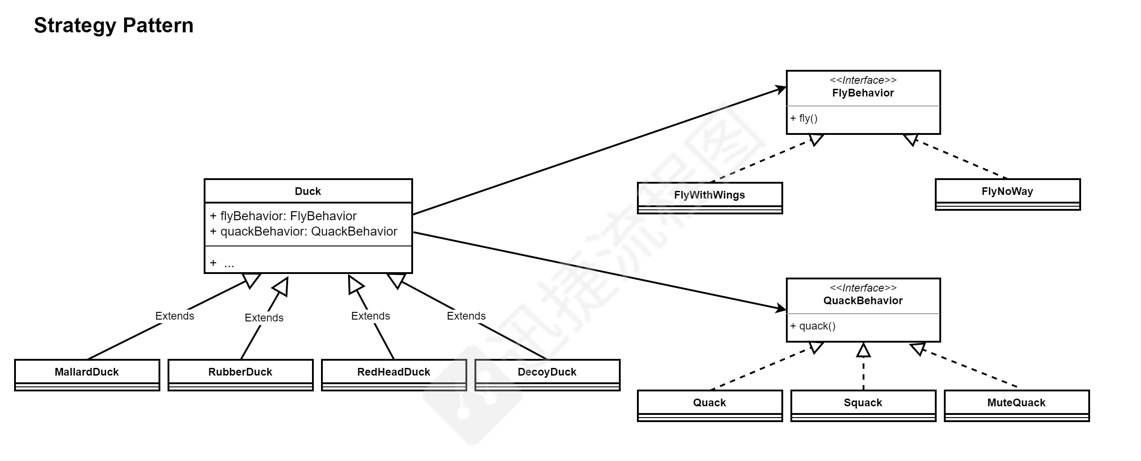 Strategy Pattern
<<Interface>>
FlyBehavior
+ fly()
FlyWithWings
FlyNoWay
Duck
+ flyBehavior: FlyBehavior
+ quackBehavior: QuackBehavior
+ ...
<<Interface>>
QuackBehavior
+ quack()
Extends
Extends
Extends
Extends
MallardDuck
RubberDuck
RedHeadDuck
DecoyDuck
Quack
Squack
MuteQuack
迅捷流程图